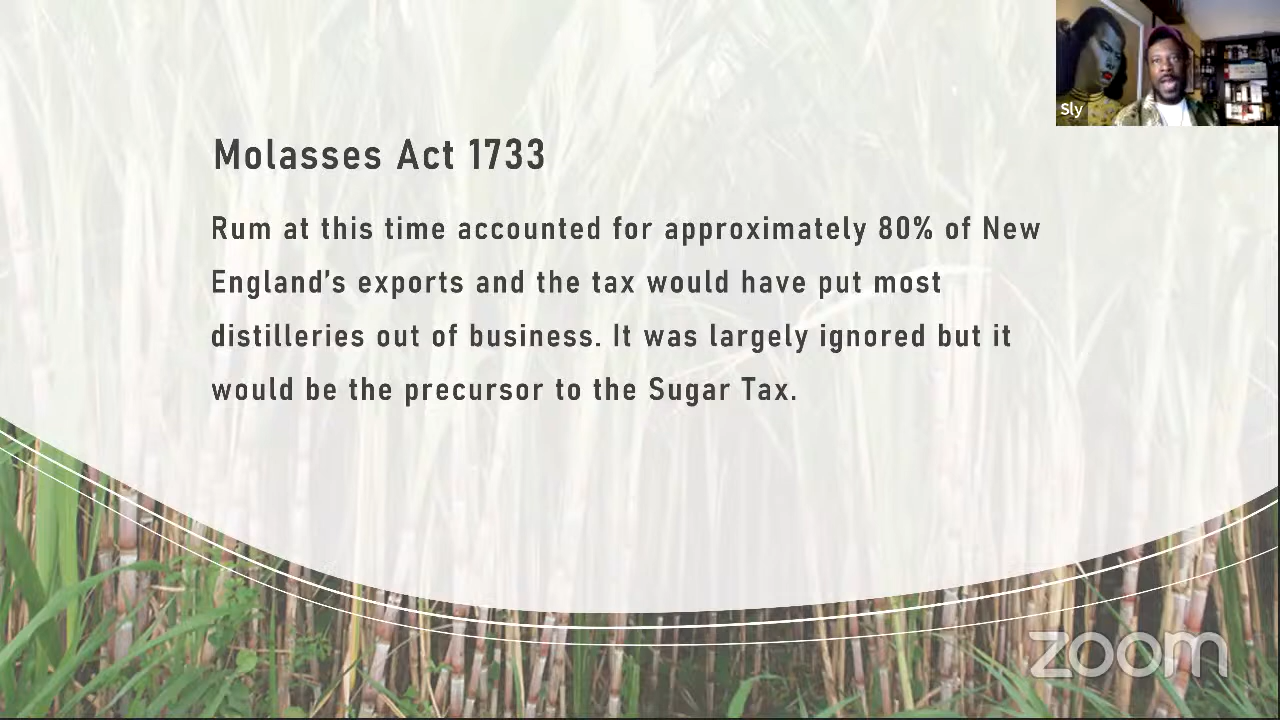 Sly
Molasses Act 1733
Rum at this time accounted for approximately 80% of New
England's exports and the tax would have put most
distilleries out of business. It was largely ignored but it
would be the precursor to the Sugar Tax.
zoom